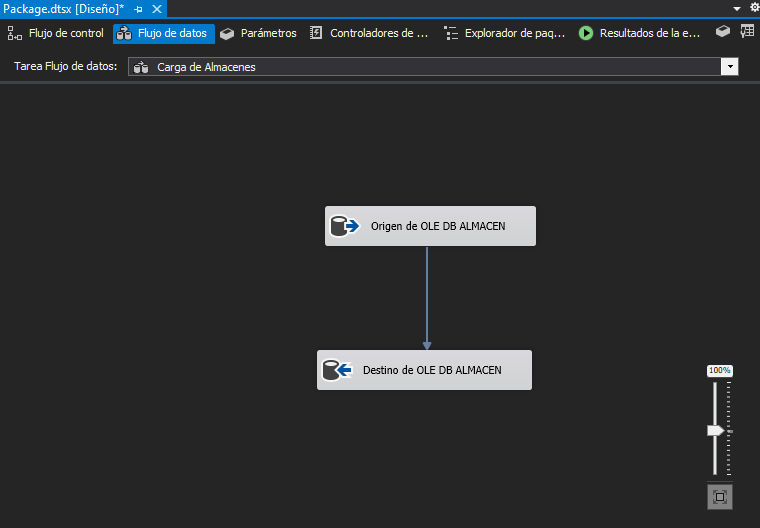 Package.dtsx [Diseño]*
Flujo de control
Flujo de datos
Parámetros
Controladores de ...
Explorador de paq...
Resultados de la e...
Tarea Flujo de datos:
Carga de Almacenes
Origen de OLE DB ALMACEN
Destino de OLE DB ALMACEN
100%